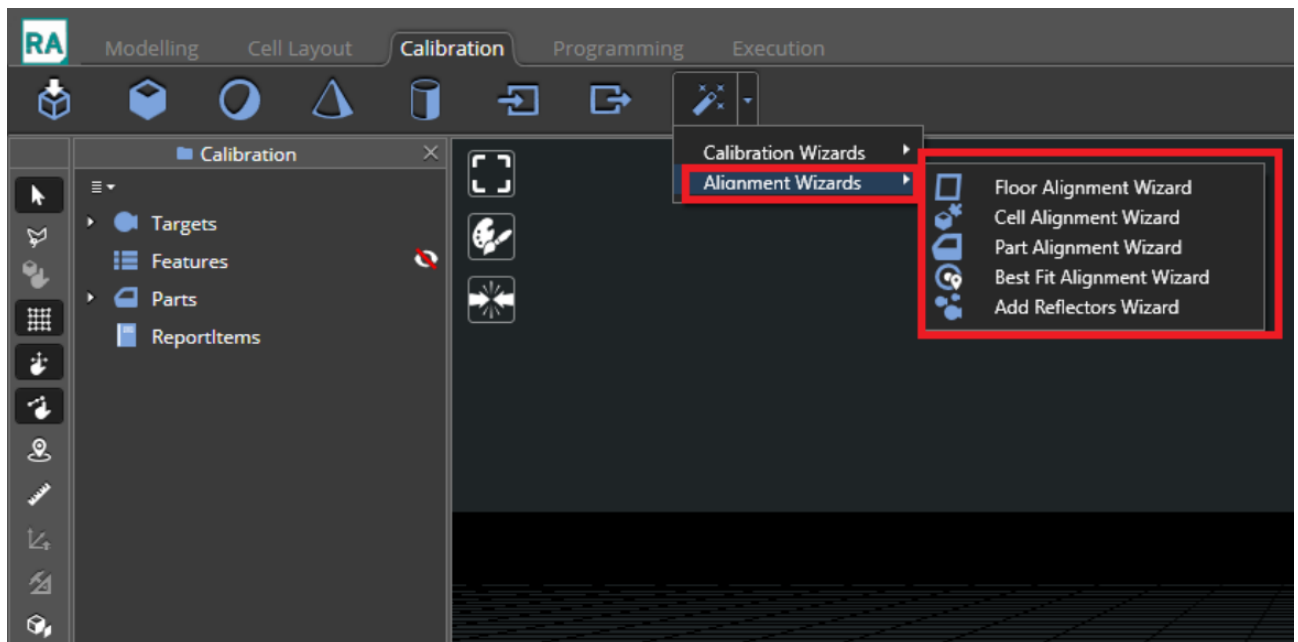 RA
Modelling Cell Layout Calibration Programming Execution
Calibration
Targets
Features
Parts
ReportItems
Calibration Wizards
Alignment Wizards
Floor Alignment Wizard
Cell Alignment Wizard
Part Alignment Wizard
Best Fit Alignment Wizard
Add Reflectors Wizard